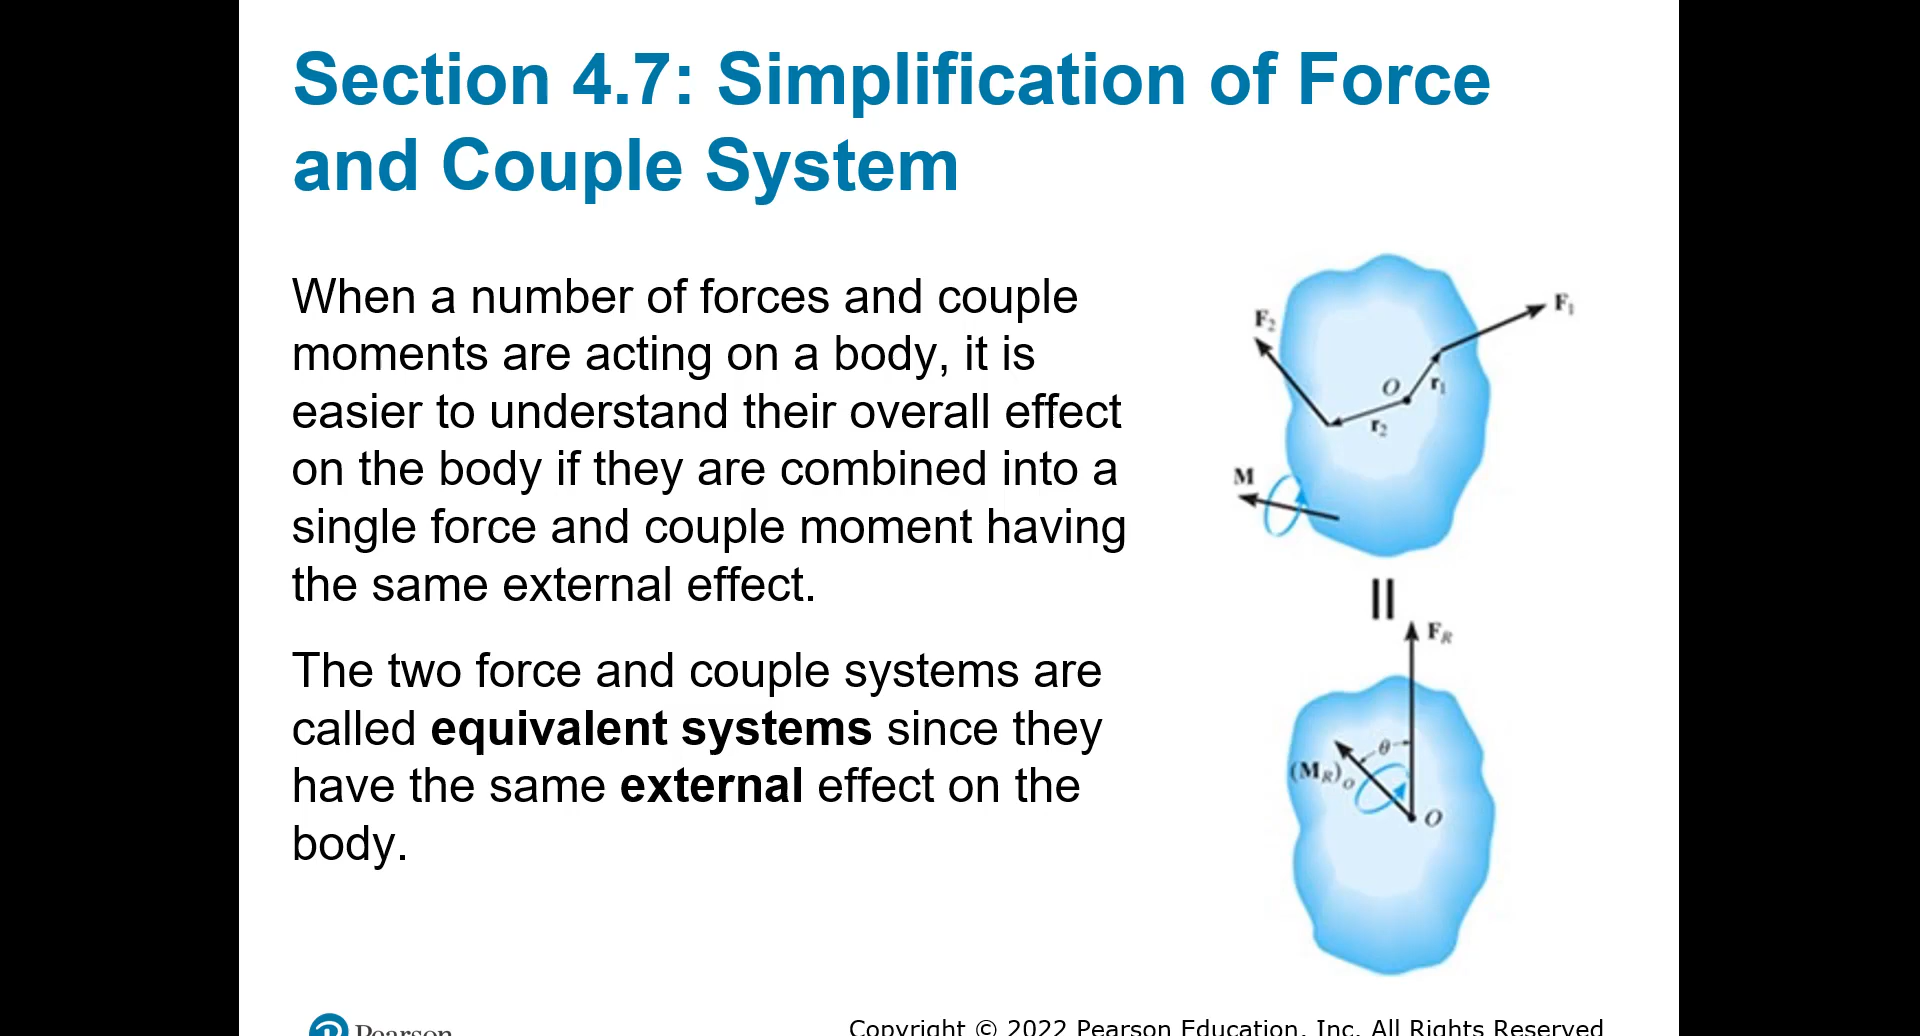 Section 4.7: Simplification of Force
and Couple System
When a number of forces and couple
moments are acting on a body, it is
easier to understand their overall effect
on the body if they are combined into a
single force and couple moment having
the same external effect.
The two force and couple systems are
called equivalent systems since they
have the same external effect on the
body.
F₂
F₁
O
r₁
r₂
M
F_R
θ
(M_R)_O
O
Pearson
Copyright © 2022 Pearson Education, Inc. All Rights Reserved